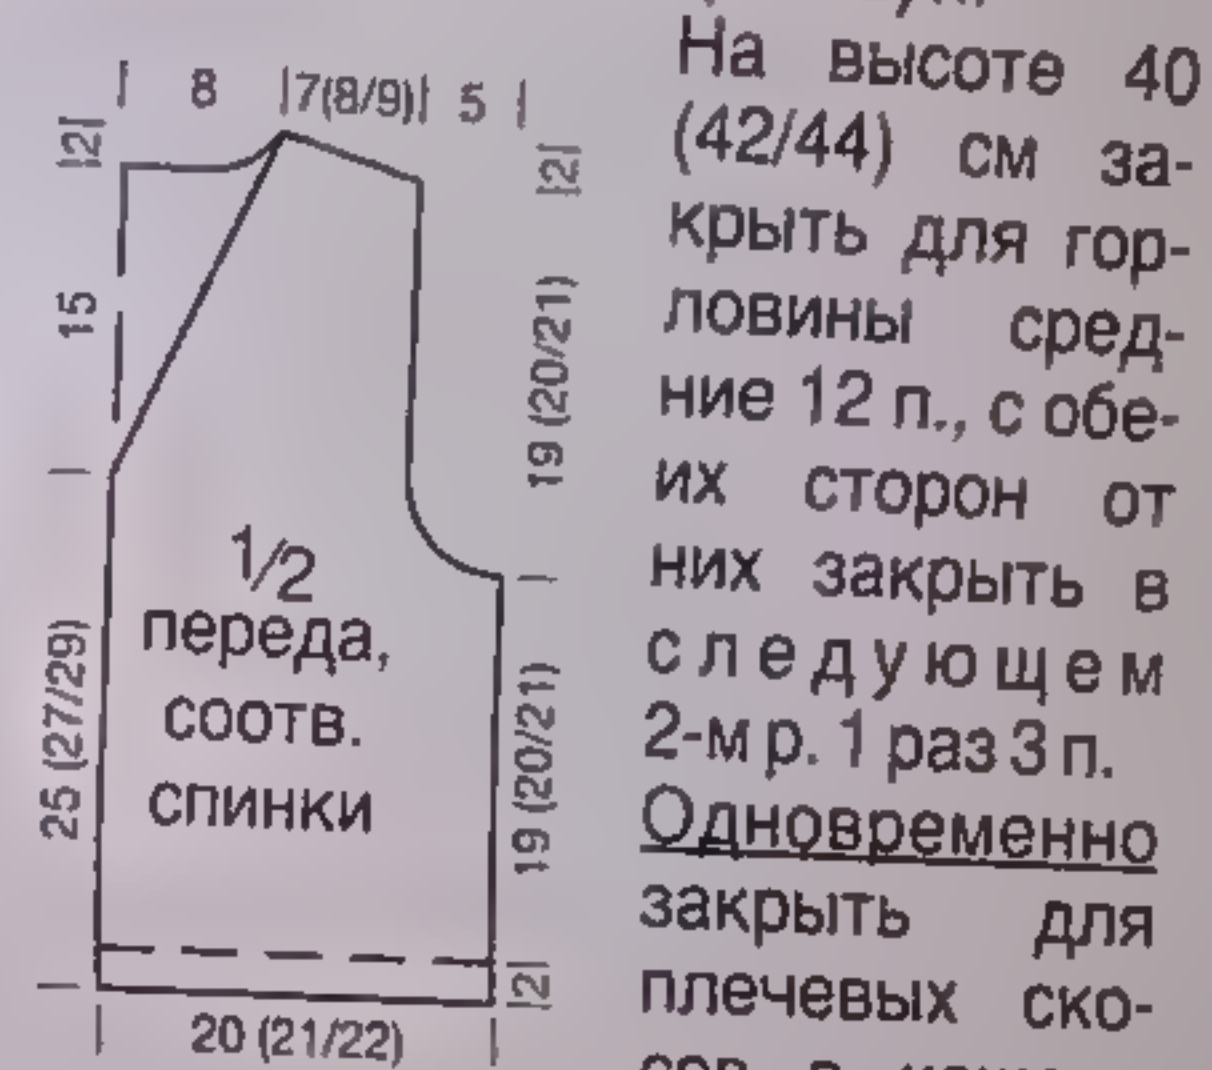 8 7(8/9) 5
2
2
15
19 (20/21)
1/2
переда,
соотв.
спинки
25 (27/29)
19 (20/21)
2
20 (21/22)
На высоте 40
(42/44) см за-
крыть для гор-
ловины сред-
ние 12 п., с обе-
их сторон от
них закрыть в
следующем
2-м р. 1 раз 3 п.
Одновременно
закрыть для
плечевых ско-